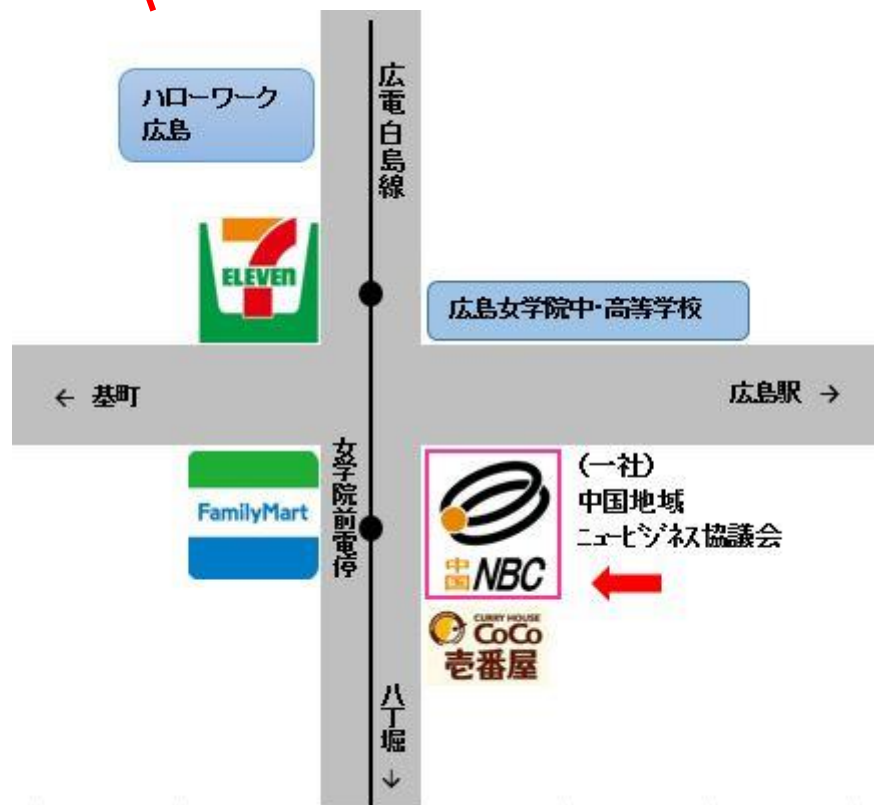 ハローワーク
広島
広電白島線
ELEVEN
広島女学院中・高等学校
← 基町
広島駅 →
女学院前電停
FamilyMart
中国NBC
(一社)
中国地域
ニュービジネス協議会
CURRY HOUSE
CoCo
壱番屋
八丁堀
↓